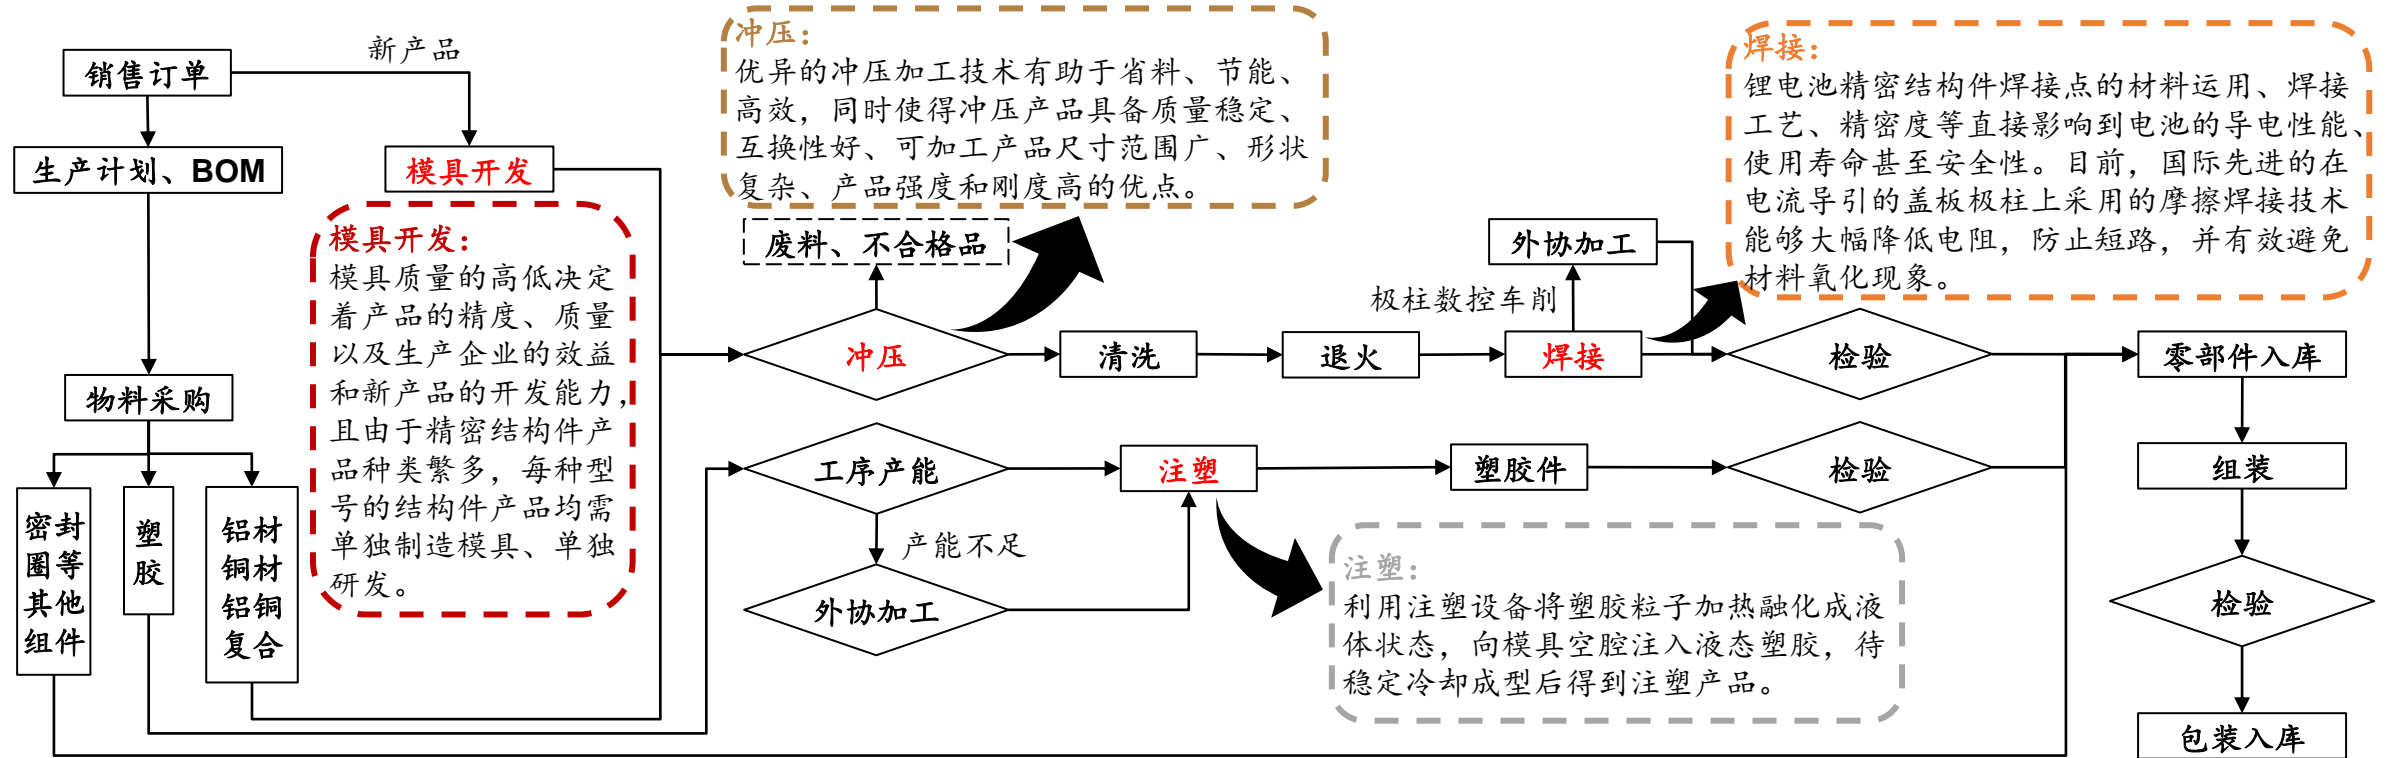 销售订单
新产品
生产计划、BOM
模具开发
物料采购
密封
圈等
其他
组件
塑
胶
铝材
铜材
铝铜
复合
模具开发：
模具质量的高低决定
着产品的精度、质量
以及生产企业的效益
和新产品的开发能力，
且由于精密结构件产
品种类繁多，每种型
号的结构件产品均需
单独制造模具、单独
研发。
冲压：
优异的冲压加工技术有助于省料、节能、
高效，同时使得冲压产品具备质量稳定、
互换性好、可加工产品尺寸范围广、形状
复杂、产品强度和刚度高的优点。
废料、不合格品
冲压
清洗
退火
极柱数控车削
外协加工
焊接
检验
零部件入库
焊接：
锂电池精密结构件焊接点的材料运用、焊接
工艺、精密度等直接影响到电池的导电性能、
使用寿命甚至安全性。目前，国际先进的在
电流导引的盖板极柱上采用的摩擦焊接技术
能够大幅降低电阻，防止短路，并有效避免
材料氧化现象。
工序产能
注塑
塑胶件
检验
组装
产能不足
外协加工
注塑：
利用注塑设备将塑胶粒子加热融化成液
体状态，向模具空腔注入液态塑胶，待
稳定冷却成型后得到注塑产品。
检验
包装入库